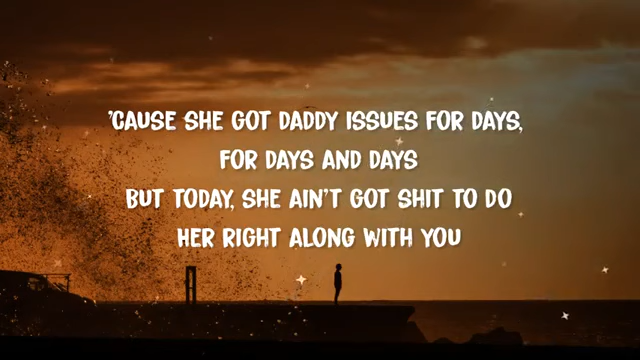 'CAUSE SHE GOT DADDY ISSUES FOR DAYS,
FOR DAYS AND DAYS
BUT TODAY, SHE AIN'T GOT SHIT TO DO
HER RIGHT ALONG WITH YOU